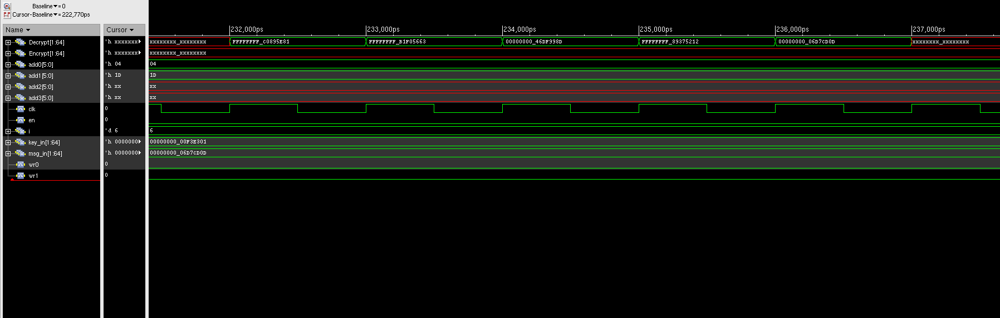 Baseline▼= 0
Cursor-Baseline▼= 222,770ps
Name▼ Cursor▼ 232,000ps 233,000ps 234,000ps 235,000ps 236,000ps 237,000ps
Decrypt[1:64] 'h xxxxxxx▶ xxxxxxxx_xxxxxxxx FFFFFFFF_C0895E81 FFFFFFFF_B1F05663 00000000_46DF998D FFFFFFFF_89375212 00000000_06D7CD0D xxxxxxxx_xxxxxxxx
Encrypt[1:64] 'h xxxxxxx▶ xxxxxxxx_xxxxxxxx
add0[5:0] 'h 04 04
add1[5:0] 'h 1D 1D
add2[5:0] 'h xx xx
add3[5:0] 'h xx xx
clk 0
en 0
i 'd 6 6
key_in[1:64] 'h 0000000▶ 00000000_00F3E301
msg_in[1:64] 'h 0000000▶ 00000000_06D7CD0D
wr0 0
wr1 0